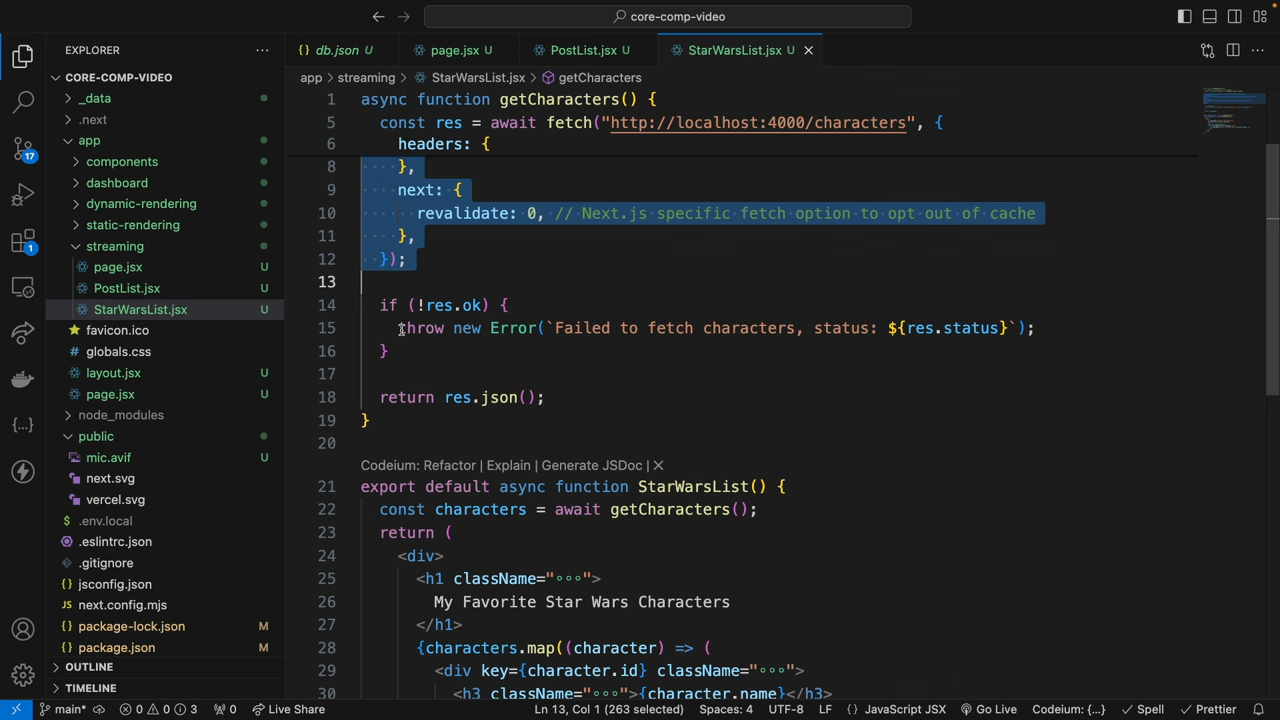 core-comp-video
EXPLORER
CORE-COMP-VIDEO
_data
.next
app
components
dashboard
dynamic-rendering
static-rendering
streaming
page.jsx U
PostList.jsx U
StarWarsList.jsx U
favicon.ico
# globals.css
layout.jsx U
page.jsx U
node_modules
public
mic.avif U
next.svg
vercel.svg
$ .env.local
.eslintrc.json
.gitignore
{} jsconfig.json
JS next.config.mjs
{} package-lock.json M
{} package.json M
OUTLINE
TIMELINE
17
1
{} db.json U
page.jsx U
PostList.jsx U
StarWarsList.jsx U
app > streaming > StarWarsList.jsx > getCharacters
1 async function getCharacters() {
5 const res = await fetch("http://localhost:4000/characters", {
6 headers: {
8 },
9 next: {
10 revalidate: 0, // Next.js specific fetch option to opt out of cache
11 },
12 });
13
14 if (!res.ok) {
15 throw new Error(`Failed to fetch characters, status: ${res.status}`);
16 }
17
18 return res.json();
19 }
20
Codeium: Refactor | Explain | Generate JSDoc | X
21 export default async function StarWarsList() {
22 const characters = await getCharacters();
23 return (
24 <div>
25 <h1 className="∘∘∘">
26 My Favorite Star Wars Characters
27 </h1>
28 {characters.map((character) => (
29 <div key={character.id} className="∘∘∘">
30 <h3 className="∘∘∘">{character.name}</h3>
main* 0 0 3 0 Live Share Ln 13, Col 1 (263 selected) Spaces: 4 UTF-8 LF {} JavaScript JSX Go Live Codeium: {...} Spell Prettier